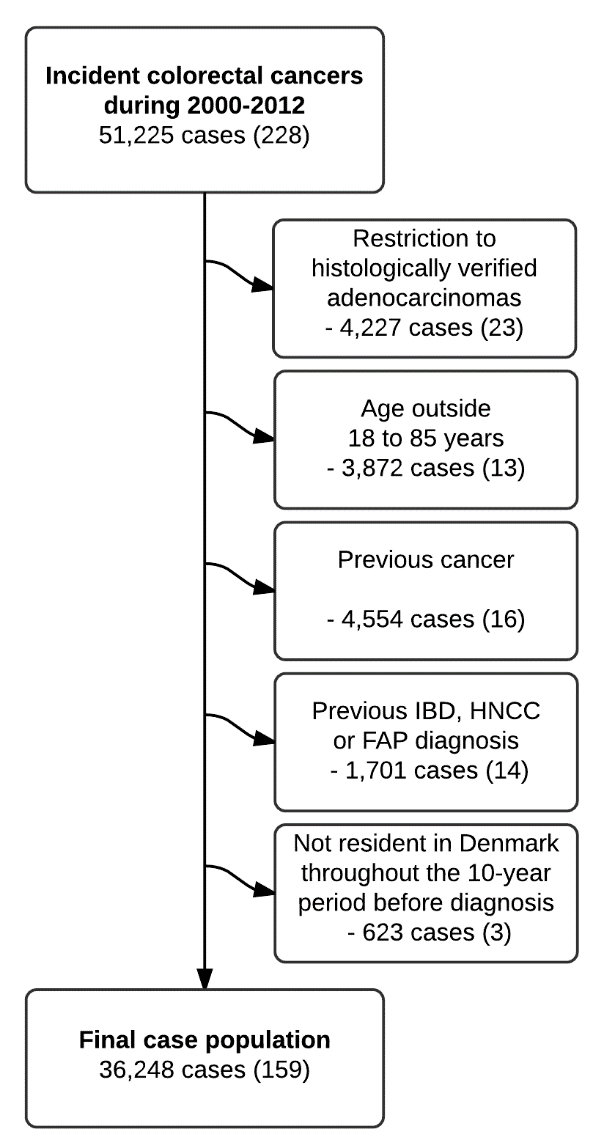 Incident colorectal cancers
during 2000-2012
51,225 cases (228)
Restriction to
histologically verified
adenocarcinomas
- 4,227 cases (23)
Age outside
18 to 85 years
- 3,872 cases (13)
Previous cancer
- 4,554 cases (16)
Previous IBD, HNCC
or FAP diagnosis
- 1,701 cases (14)
Not resident in Denmark
throughout the 10-year
period before diagnosis
- 623 cases (3)
Final case population
36,248 cases (159)